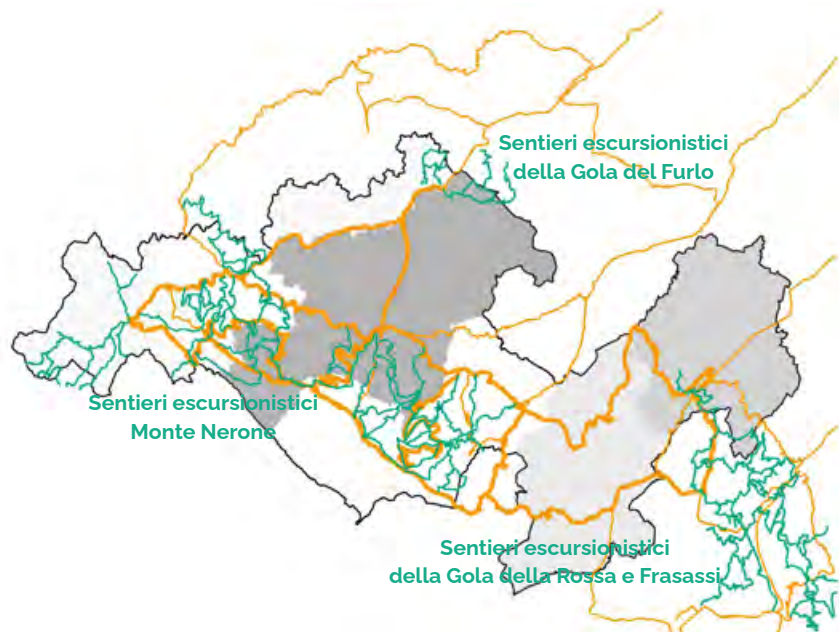 Sentieri escursionistici
della Gola del Furlo
Sentieri escursionistici
Monte Nerone
Sentieri escursionistici
della Gola della Rossa e Frasassi